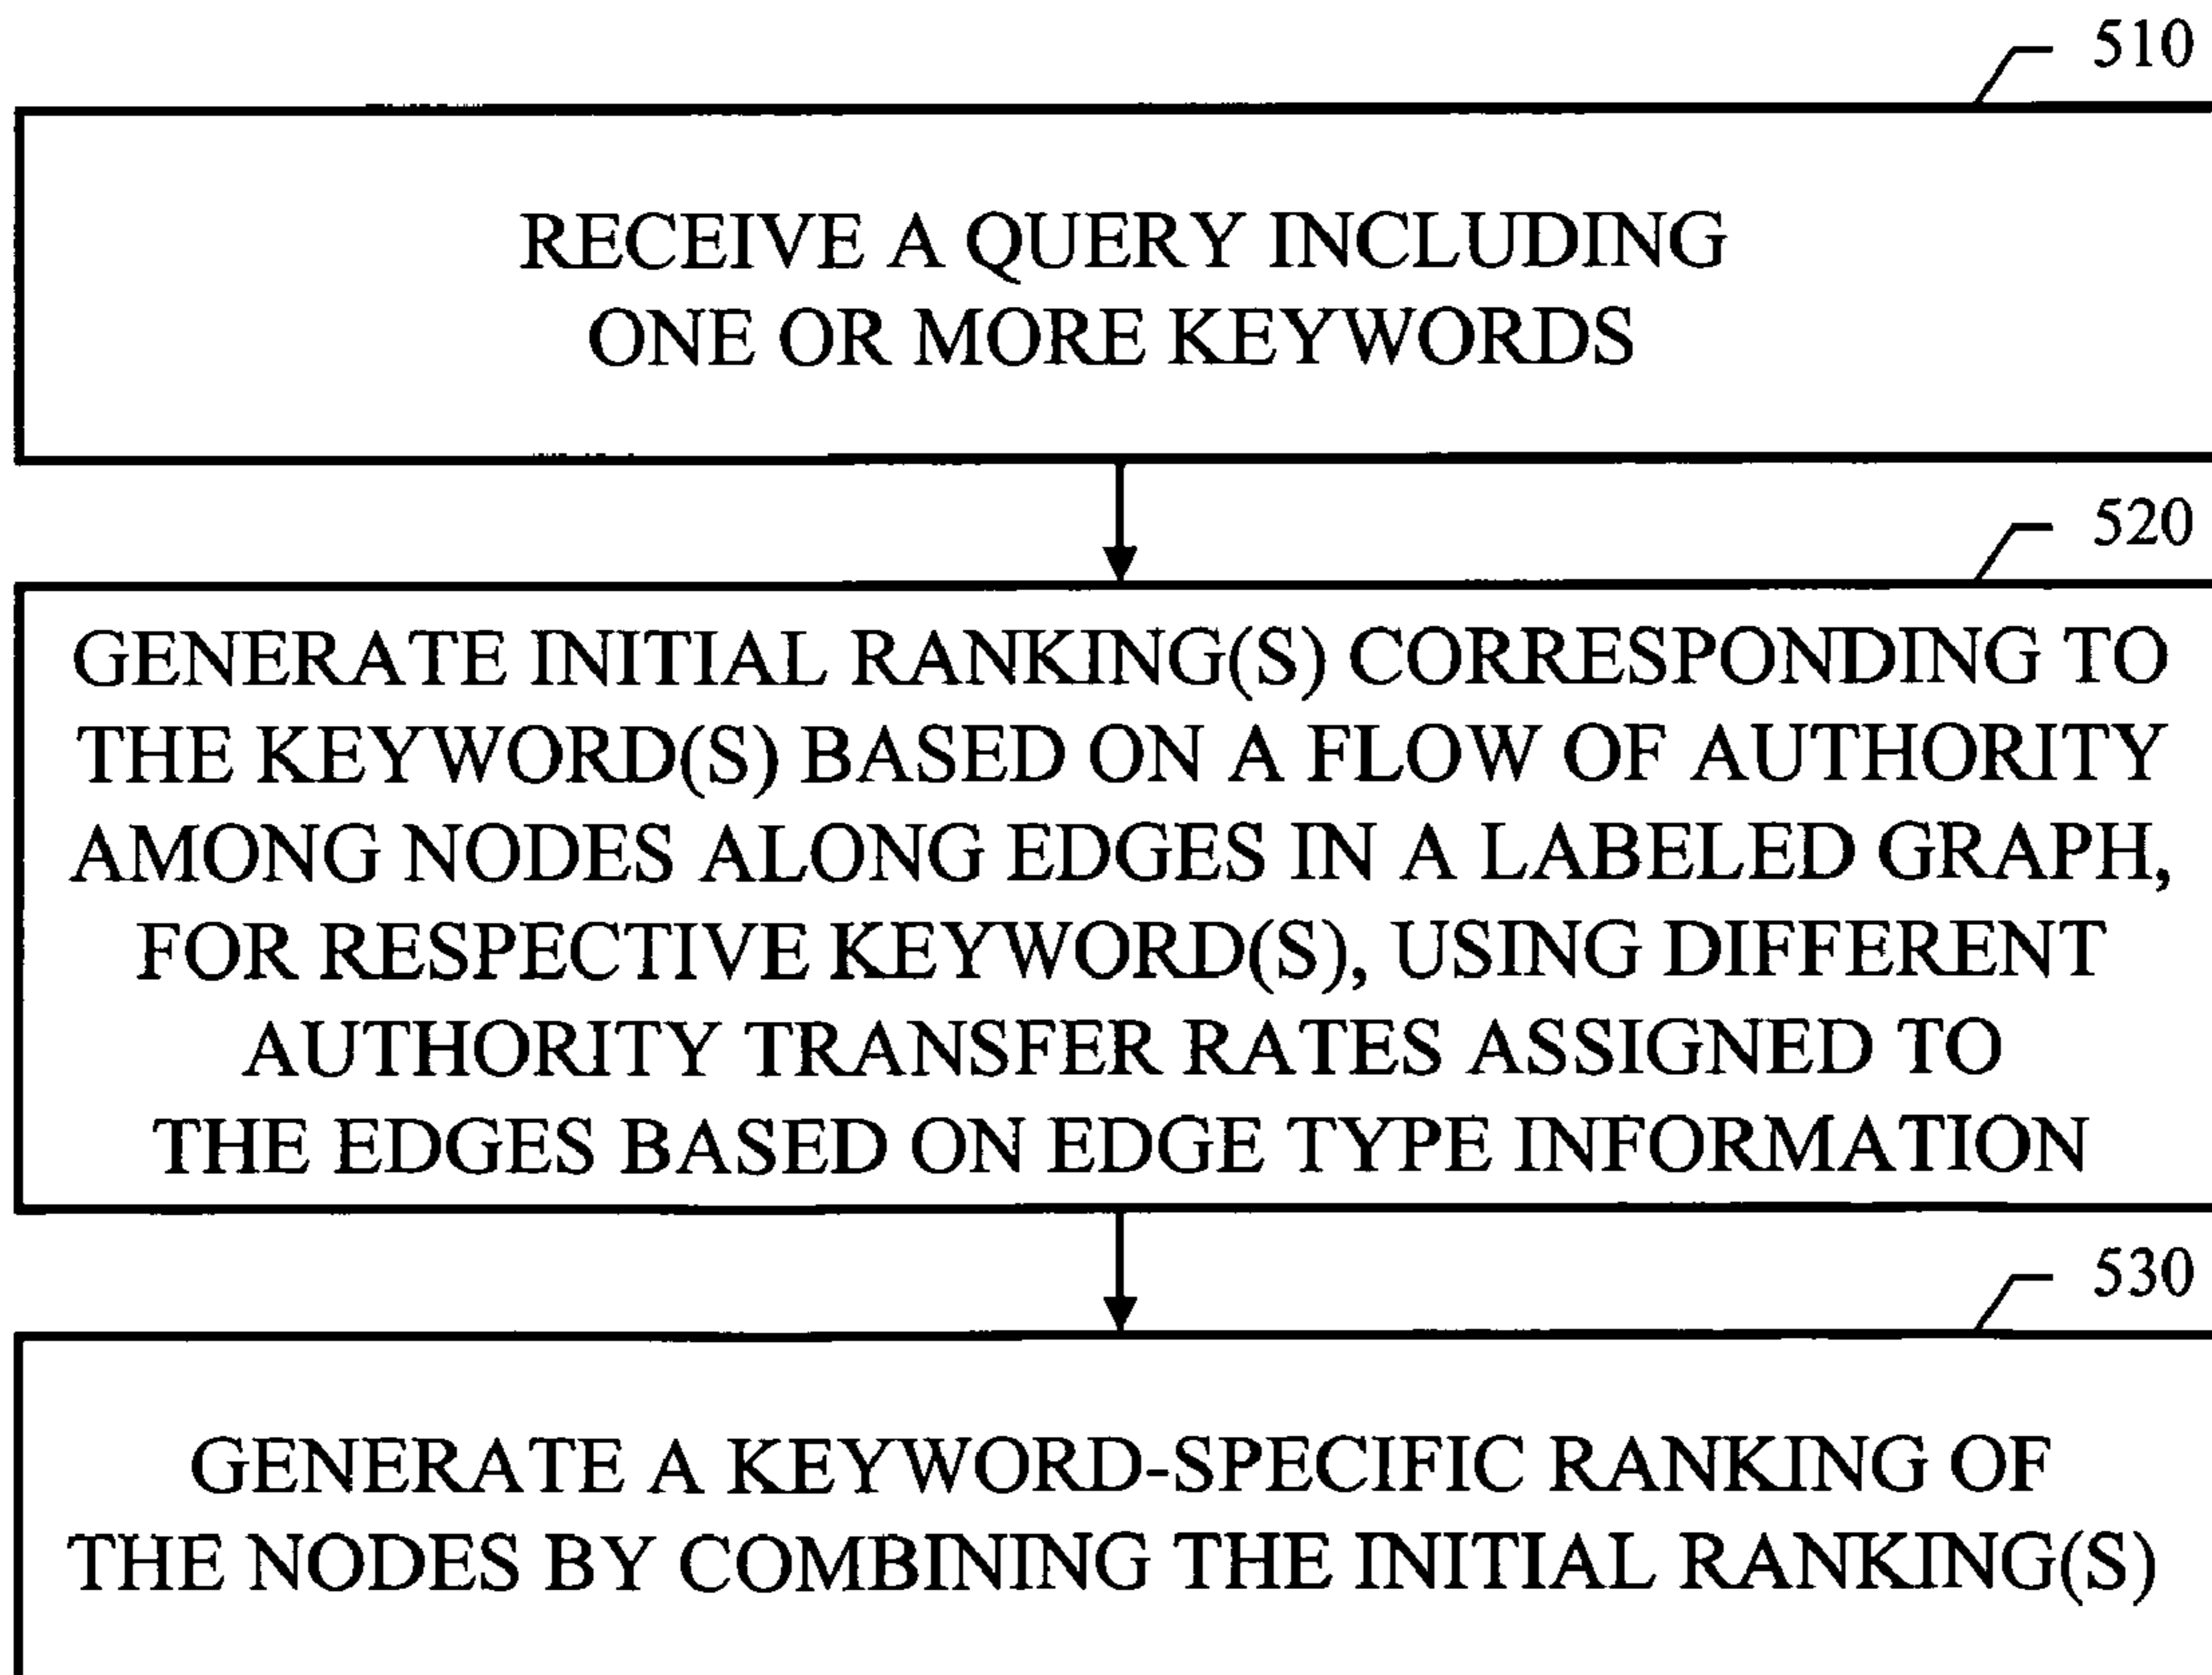 510
RECEIVE A QUERY INCLUDING
ONE OR MORE KEYWORDS
520
GENERATE INITIAL RANKING(S) CORRESPONDING TO
THE KEYWORD(S) BASED ON A FLOW OF AUTHORITY
AMONG NODES ALONG EDGES IN A LABELED GRAPH,
FOR RESPECTIVE KEYWORD(S), USING DIFFERENT
AUTHORITY TRANSFER RATES ASSIGNED TO
THE EDGES BASED ON EDGE TYPE INFORMATION
530
GENERATE A KEYWORD-SPECIFIC RANKING OF
THE NODES BY COMBINING THE INITIAL RANKING(S)